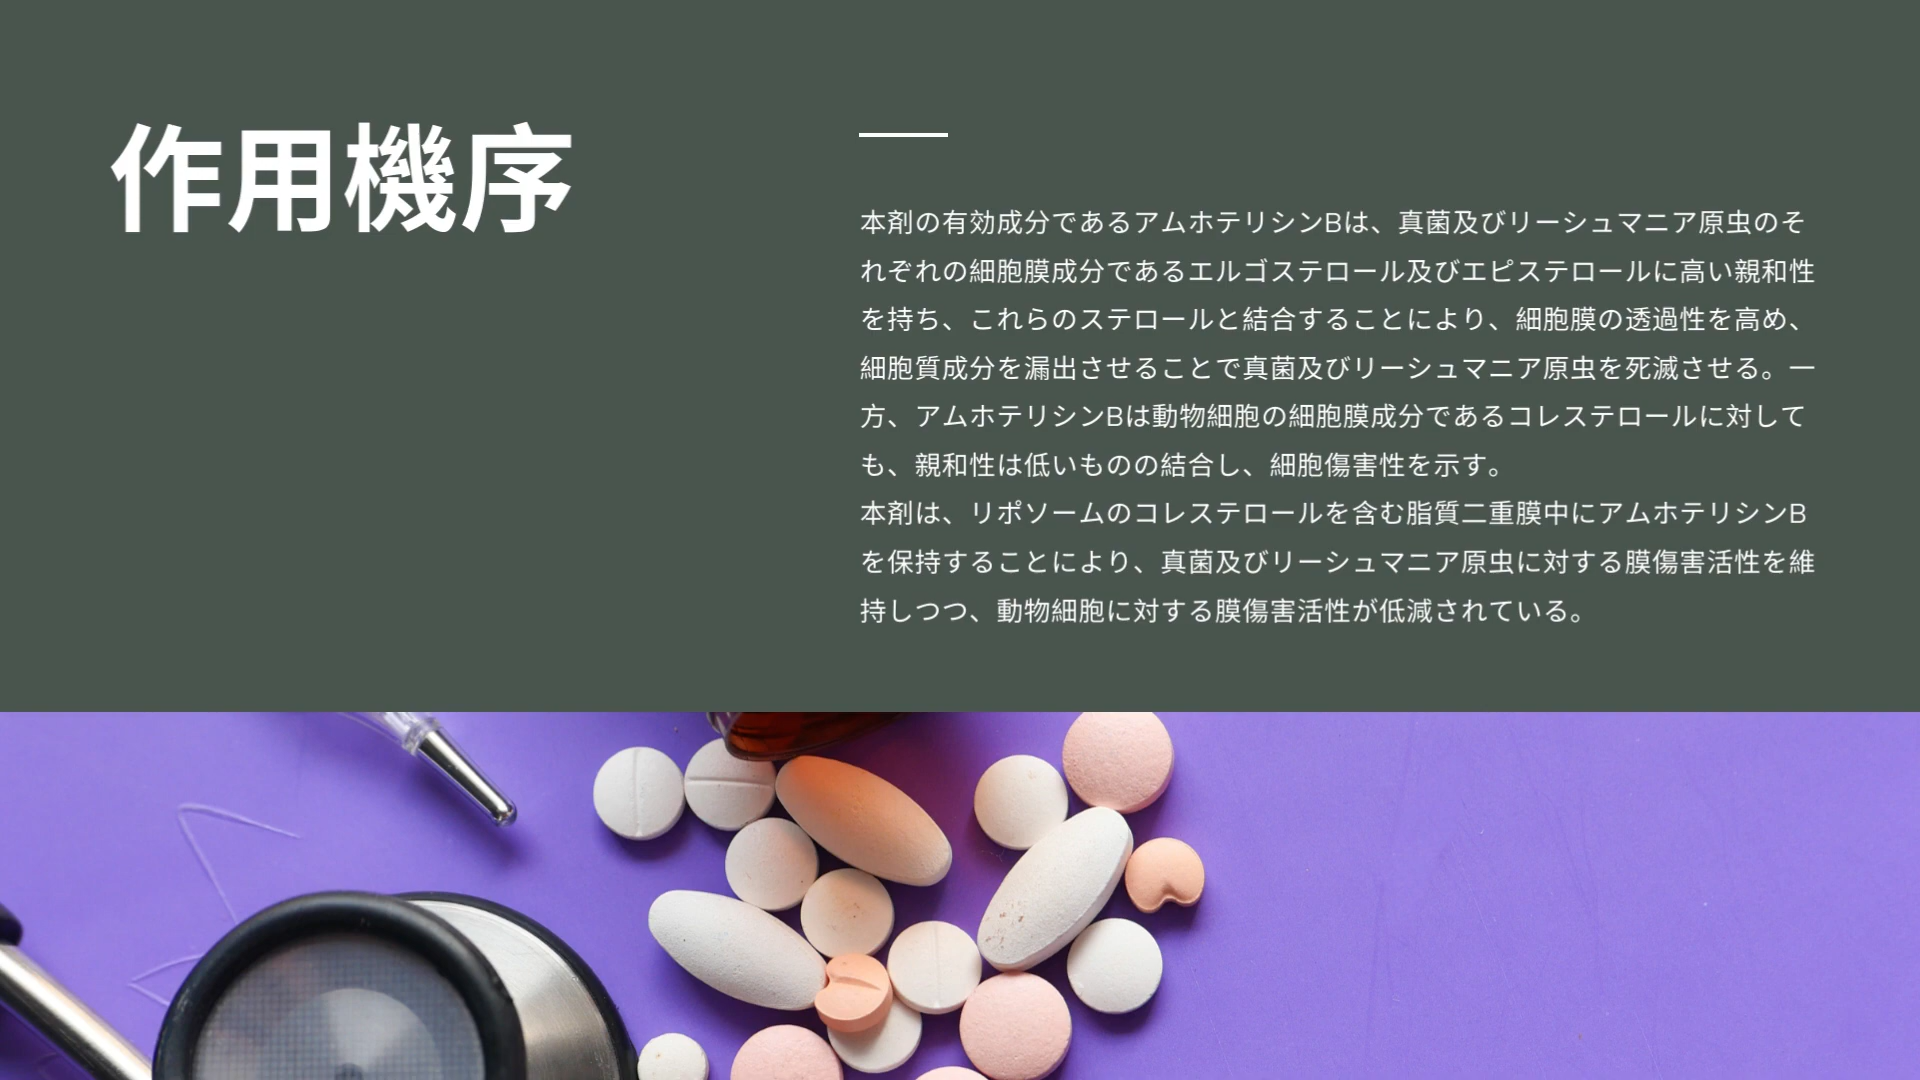 作用機序
本剤の有効成分であるアムホテリシンBは、真菌及びリーシュマニア原虫のそ
れぞれの細胞膜成分であるエルゴステロール及びエピステロールに高い親和性
を持ち、これらのステロールと結合することにより、細胞膜の透過性を高め、
細胞質成分を漏出させることで真菌及びリーシュマニア原虫を死滅させる。一
方、アムホテリシンBは動物細胞の細胞膜成分であるコレステロールに対して
も、親和性は低いものの結合し、細胞傷害性を示す。
本剤は、リポソームのコレステロールを含む脂質二重膜中にアムホテリシンB
を保持することにより、真菌及びリーシュマニア原虫に対する膜傷害活性を維
持しつつ、動物細胞に対する膜傷害活性が低減されている。